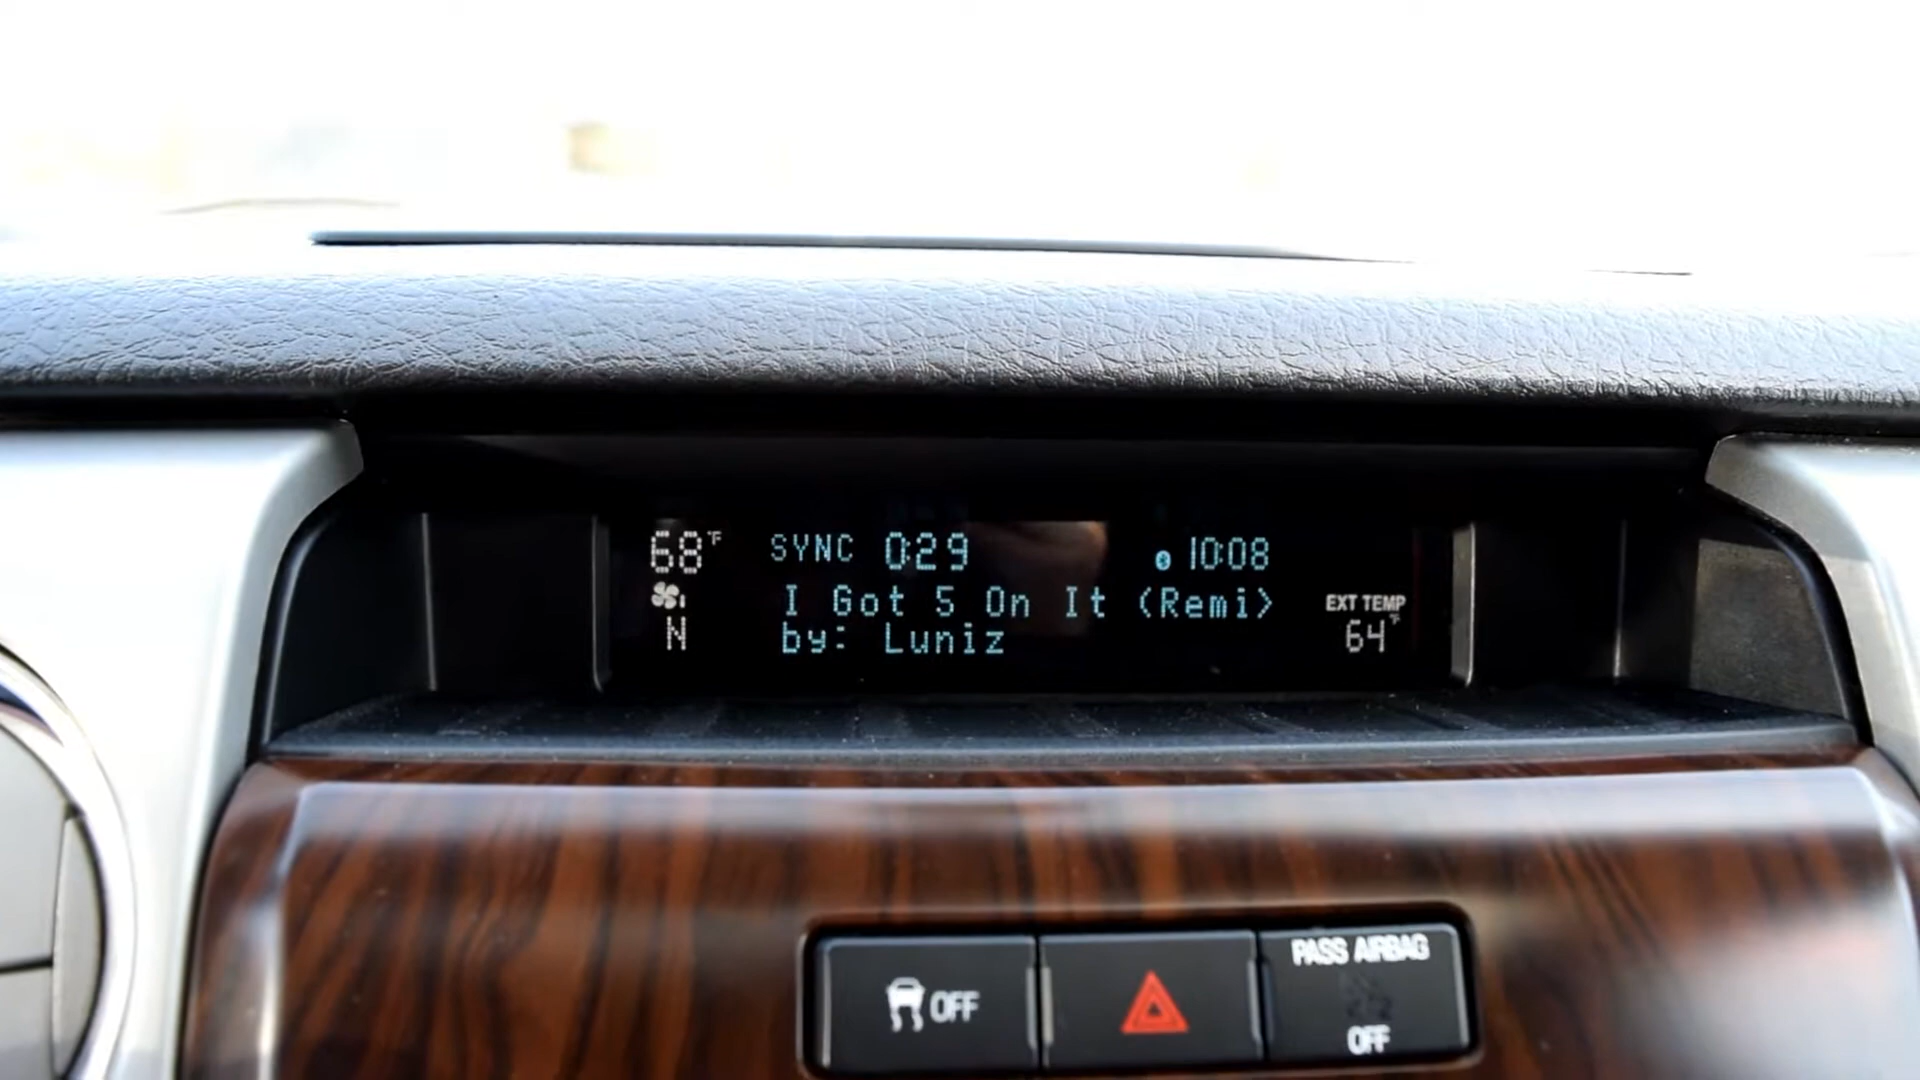 68°F SYNC 0:29 10:08
I Got 5 On It (Remi>
by: Luniz
N
EXT TEMP
64°F
OFF
PASS AIRBAG
OFF